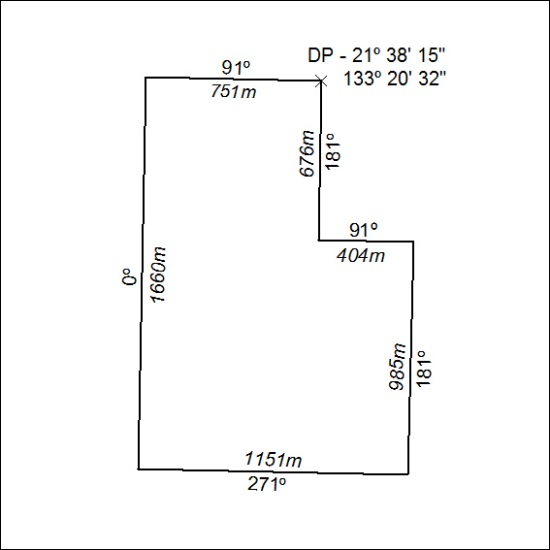 DP - 21º 38' 15"
133º 20' 32"
91º
751m
676m
181º
91º
404m
0º
1660m
985m
181º
1151m
271º